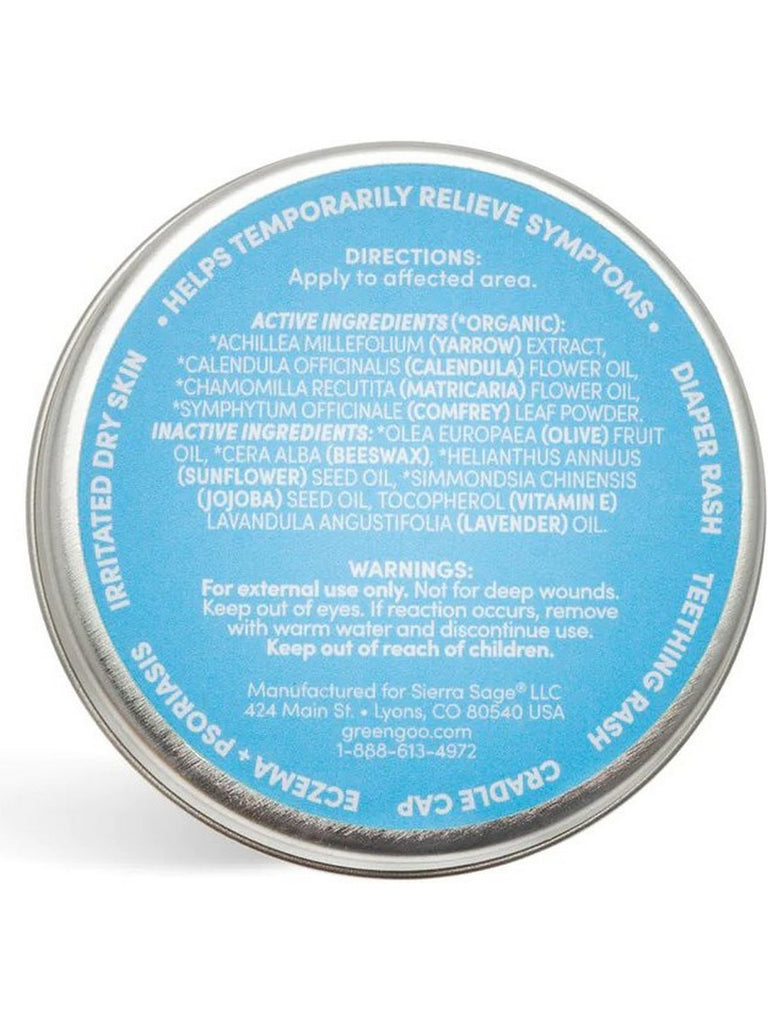 • HELPS TEMPORARILY RELIEVE SYMPTOMS •
DIAPER RASH
TEETHING RASH
CRADLE CAP
ECZEMA + PSORIASIS
IRRITATED DRY SKIN
DIRECTIONS:
Apply to affected area.
ACTIVE INGREDIENTS (*ORGANIC):
*ACHILLEA MILLEFOLIUM (YARROW) EXTRACT,
*CALENDULA OFFICINALIS (CALENDULA) FLOWER OIL,
*CHAMOMILLA RECUTITA (MATRICARIA) FLOWER OIL,
*SYMPHYTUM OFFICINALE (COMFREY) LEAF POWDER.
INACTIVE INGREDIENTS: *OLEA EUROPAEA (OLIVE) FRUIT
OIL, *CERA ALBA (BEESWAX), *HELIANTHUS ANNUUS
(SUNFLOWER) SEED OIL, *SIMMONDSIA CHINENSIS
(JOJOBA) SEED OIL, TOCOPHEROL (VITAMIN E)
LAVANDULA ANGUSTIFOLIA (LAVENDER) OIL.
WARNINGS:
For external use only. Not for deep wounds.
Keep out of eyes. If reaction occurs, remove
with warm water and discontinue use.
Keep out of reach of children.
Manufactured for Sierra Sage® LLC
424 Main St. • Lyons, CO 80540 USA
greengoo.com
1-888-613-4972